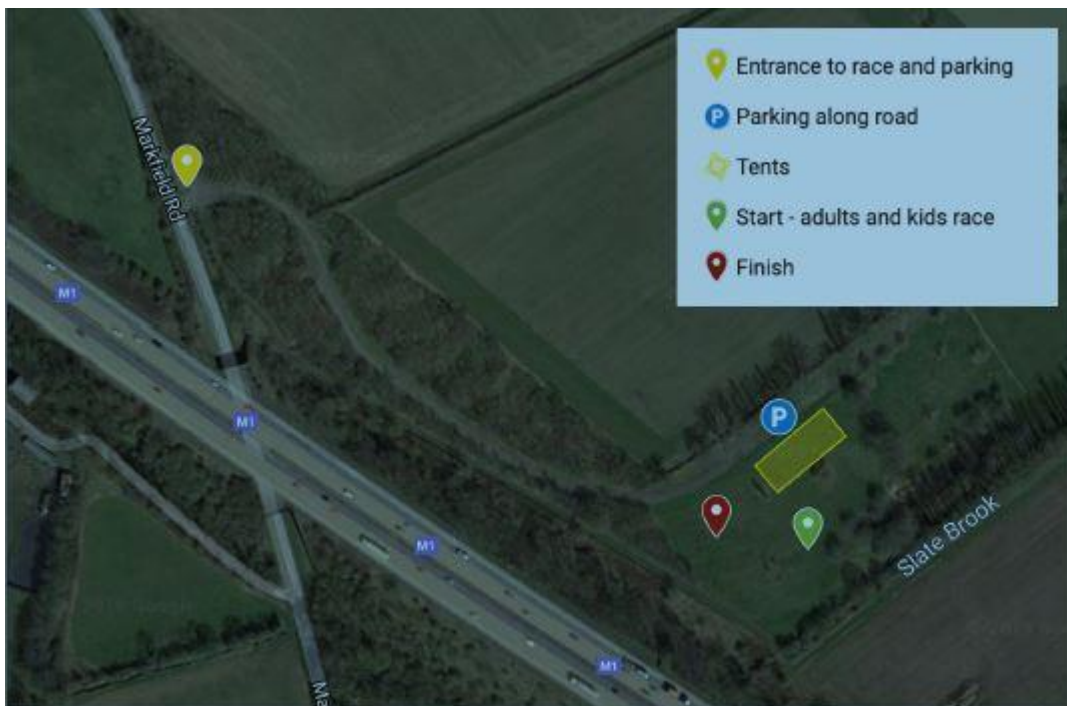 Entrance to race and parking
P
Parking along road
Tents
Start - adults and kids race
Finish
Markfield Rd
M1
M1
P
M1
Slate Brook
M1
Ma